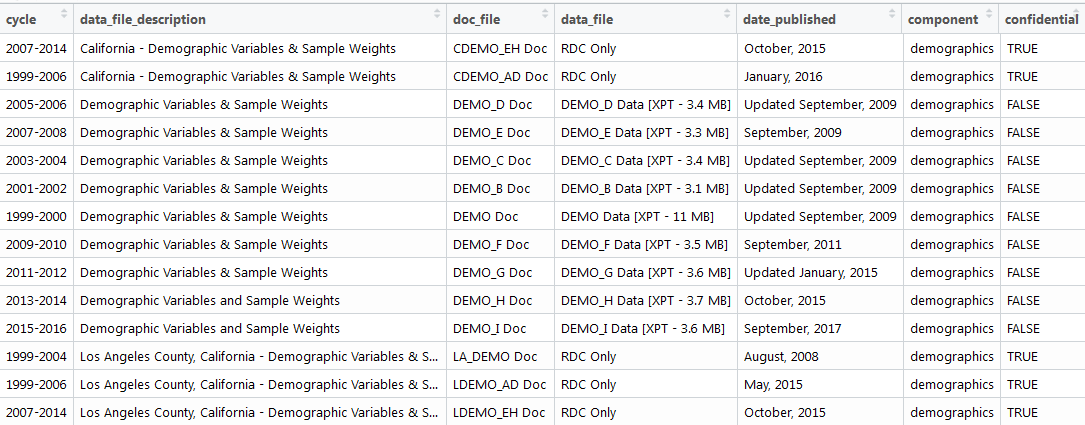 cycle data_file_description doc_file data_file date_published component confidential
2007-2014 California - Demographic Variables & Sample Weights CDEMO_EH Doc RDC Only October, 2015 demographics TRUE
1999-2006 California - Demographic Variables & Sample Weights CDEMO_AD Doc RDC Only January, 2016 demographics TRUE
2005-2006 Demographic Variables & Sample Weights DEMO_D Doc DEMO_D Data [XPT - 3.4 MB] Updated September, 2009 demographics FALSE
2007-2008 Demographic Variables & Sample Weights DEMO_E Doc DEMO_E Data [XPT - 3.3 MB] September, 2009 demographics FALSE
2003-2004 Demographic Variables & Sample Weights DEMO_C Doc DEMO_C Data [XPT - 3.4 MB] Updated September, 2009 demographics FALSE
2001-2002 Demographic Variables & Sample Weights DEMO_B Doc DEMO_B Data [XPT - 3.1 MB] Updated September, 2009 demographics FALSE
1999-2000 Demographic Variables & Sample Weights DEMO Doc DEMO Data [XPT - 11 MB] Updated September, 2009 demographics FALSE
2009-2010 Demographic Variables & Sample Weights DEMO_F Doc DEMO_F Data [XPT - 3.5 MB] September, 2011 demographics FALSE
2011-2012 Demographic Variables & Sample Weights DEMO_G Doc DEMO_G Data [XPT - 3.6 MB] Updated January, 2015 demographics FALSE
2013-2014 Demographic Variables and Sample Weights DEMO_H Doc DEMO_H Data [XPT - 3.7 MB] October, 2015 demographics FALSE
2015-2016 Demographic Variables and Sample Weights DEMO_I Doc DEMO_I Data [XPT - 3.6 MB] September, 2017 demographics FALSE
1999-2004 Los Angeles County, California - Demographic Variables & S... LA_DEMO Doc RDC Only August, 2008 demographics TRUE
1999-2006 Los Angeles County, California - Demographic Variables & S... LDEMO_AD Doc RDC Only May, 2015 demographics TRUE
2007-2014 Los Angeles County, California - Demographic Variables & S... LDEMO_EH Doc RDC Only October, 2015 demographics TRUE